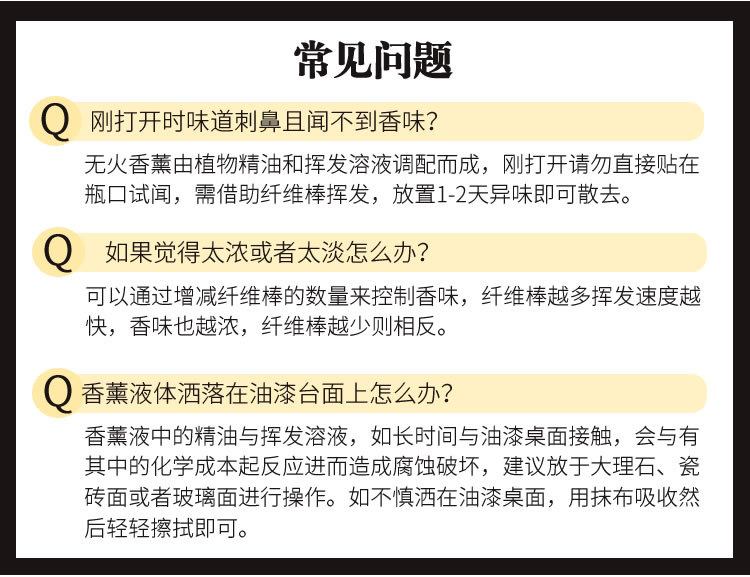 常见问题
Q 刚打开时味道刺鼻且闻不到香味？
无火香薰由植物精油和挥发溶液调配而成，刚打开请勿直接贴在
瓶口试闻，需借助纤维棒挥发，放置1-2天异味即可散去。
Q 如果觉得太浓或者太淡怎么办？
可以通过增减纤维棒的数量来控制香味，纤维棒越多挥发速度越
快，香味也越浓，纤维棒越少则相反。
Q 香薰液体洒落在油漆台面上怎么办？
香薰液中的精油与挥发溶液，如长时间与油漆桌面接触，会与有
其中的化学成本起反应进而造成腐蚀破坏，建议放于大理石、瓷
砖面或者玻璃面进行操作。如不慎洒在油漆桌面，用抹布吸收然
后轻轻擦拭即可。